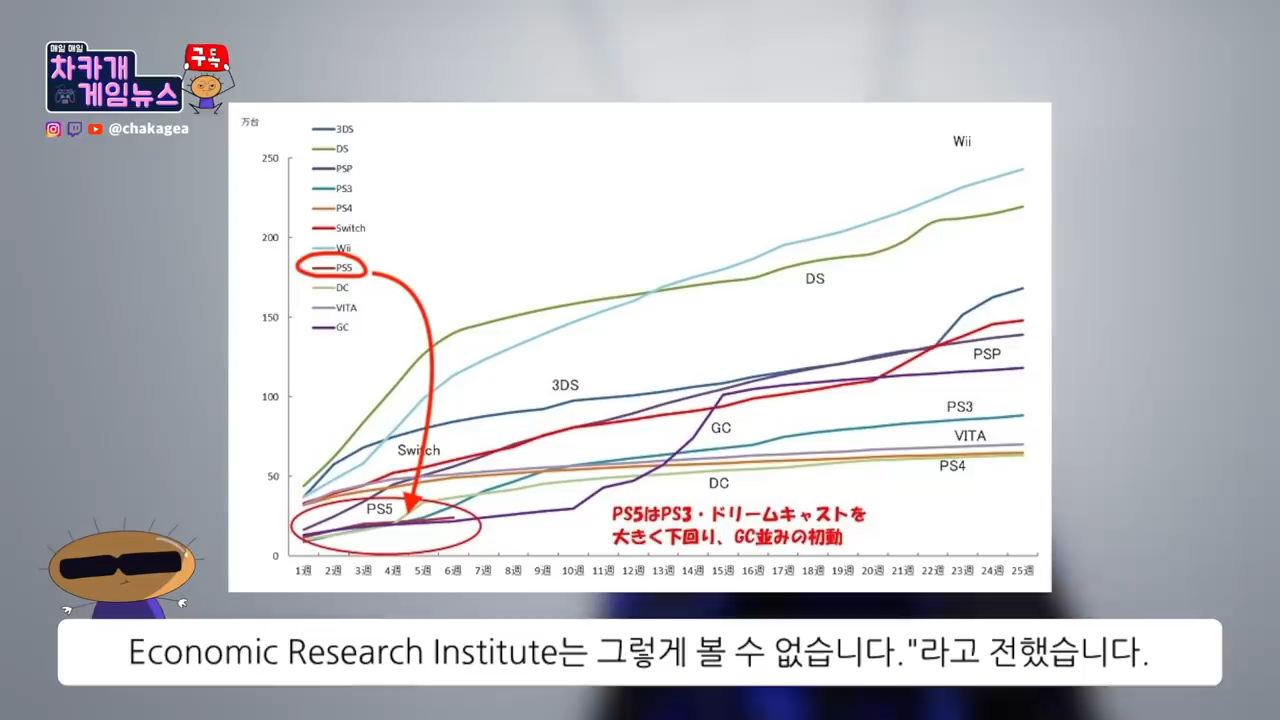 매일 매일
차카개
게임뉴스
구독
@chakagea
万台
250
200
150
100
50
0
3DS
DS
PSP
PS3
PS4
Switch
Wii
PS5
DC
VITA
GC
Wii
DS
3DS
PSP
PS3
GC
VITA
Switch
PS4
DC
PS5
PS5はPS3・ドリームキャストを
大きく下回り、GC並みの初動
1週 2週 3週 4週 5週 6週 7週 8週 9週 10週 11週 12週 13週 14週 15週 16週 17週 18週 19週 20週 21週 22週 23週 24週 25週
Economic Research Institute는 그렇게 볼 수 없습니다."라고 전했습니다.